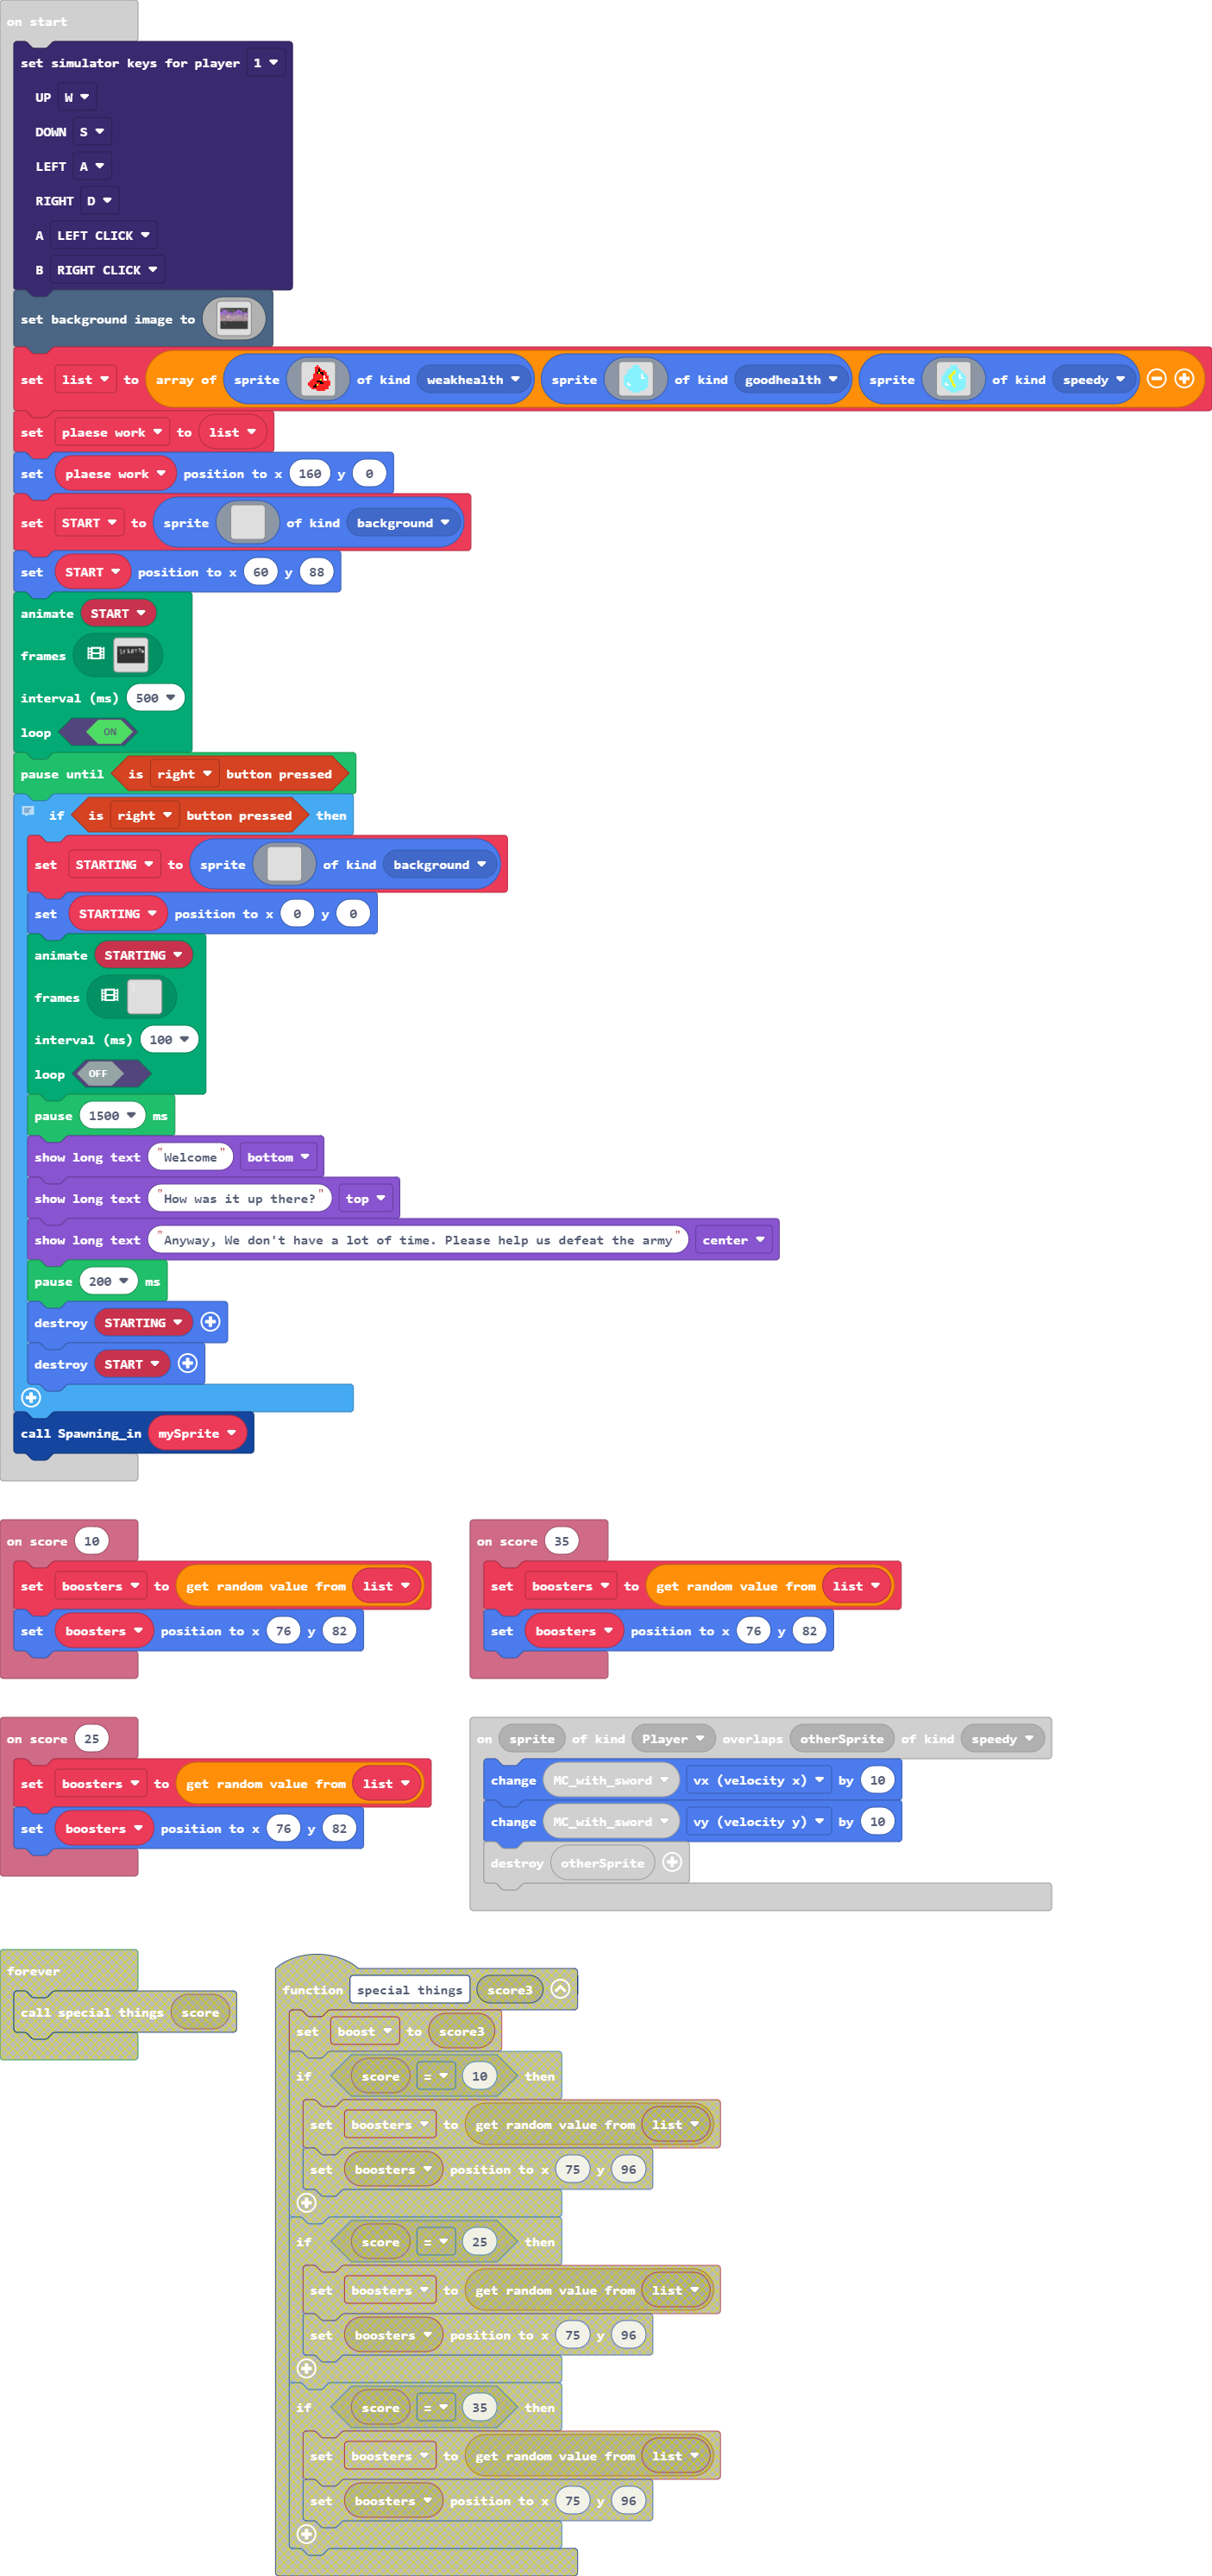 on start
set simulator keys for player 1
UP W
DOWN S
LEFT A
RIGHT D
A LEFT CLICK
B RIGHT CLICK
set background image to
set list to array of sprite of kind weakhealth sprite of kind goodhealth sprite of kind speedy
set plaese work to list
set plaese work position to x 160 y 0
set START to sprite of kind background
set START position to x 60 y 88
animate START
frames
interval (ms) 500
loop ON
pause until is right button pressed
if is right button pressed then
set STARTING to sprite of kind background
set STARTING position to x 0 y 0
animate STARTING
frames
interval (ms) 100
loop OFF
pause 1500 ms
show long text "Welcome" bottom
show long text "How was it up there?" top
show long text "Anyway, We don't have a lot of time. Please help us defeat the army" center
pause 200 ms
destroy STARTING
destroy START
call Spawning_in mySprite
on score 10
set boosters to get random value from list
set boosters position to x 76 y 82
on score 35
set boosters to get random value from list
set boosters position to x 76 y 82
on score 25
set boosters to get random value from list
set boosters position to x 76 y 82
on sprite of kind Player overlaps otherSprite of kind speedy
change MC_with_sword vx (velocity x) by 10
change MC_with_sword vy (velocity y) by 10
destroy otherSprite
forever
call special things score
function special things score3
set boost to score3
if score = 10 then
set boosters to get random value from list
set boosters position to x 75 y 96
if score = 25 then
set boosters to get random value from list
set boosters position to x 75 y 96
if score = 35 then
set boosters to get random value from list
set boosters position to x 75 y 96